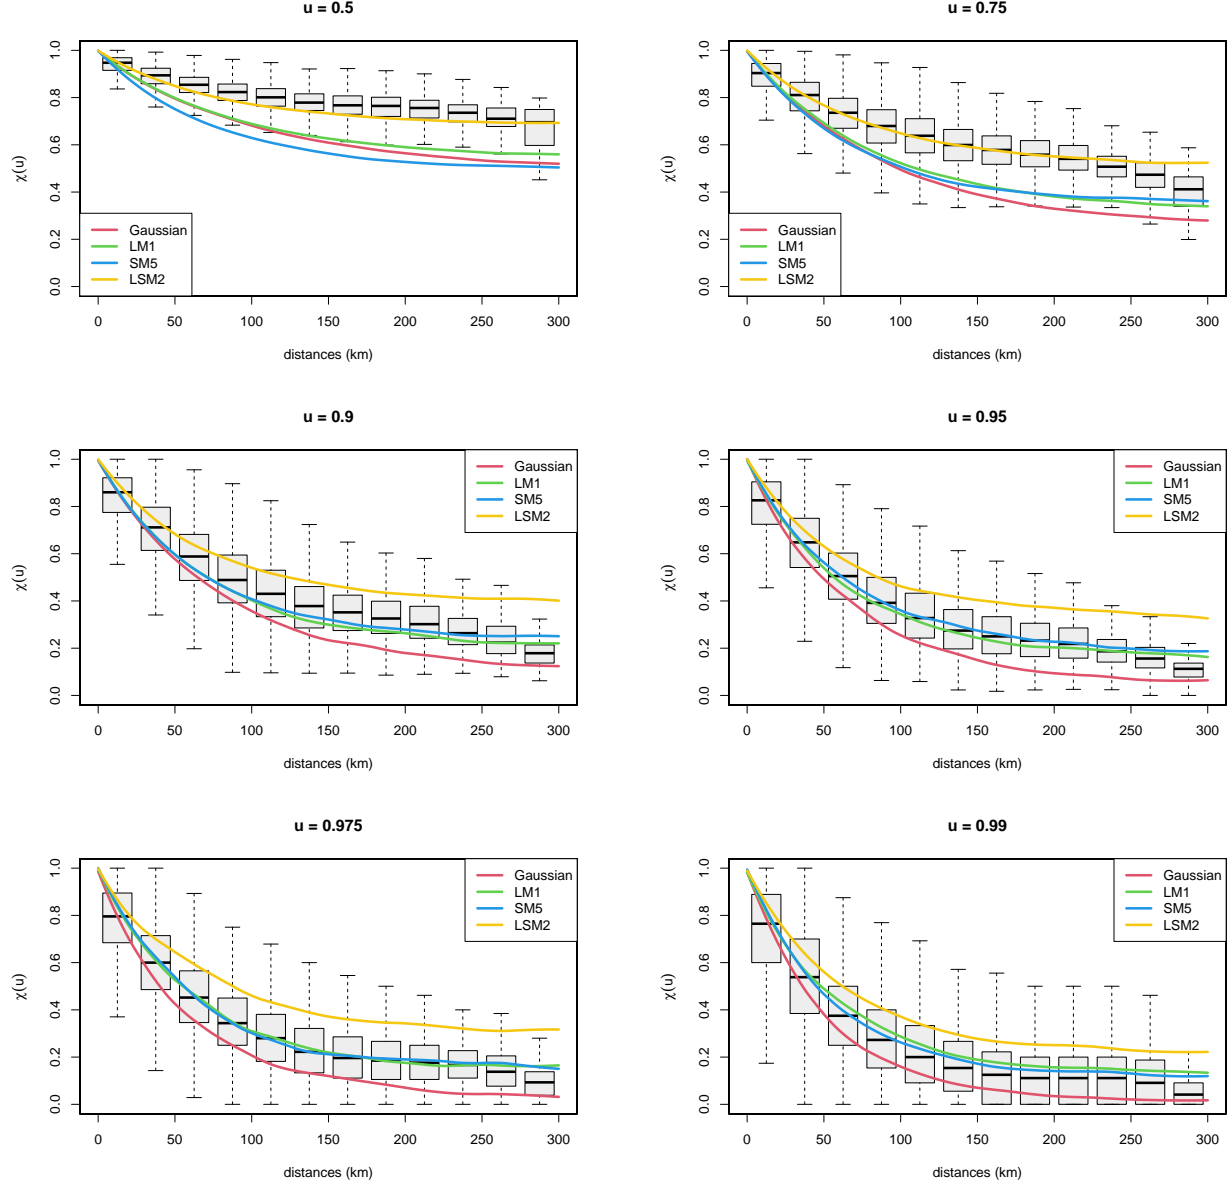 u = 0.5
χ(u)
1.0
0.8
0.6
0.4
0.2
0.0
Gaussian
LM1
SM5
LSM2
0 50 100 150 200 250 300
distances (km)
u = 0.75
χ(u)
1.0
0.8
0.6
0.4
0.2
0.0
Gaussian
LM1
SM5
LSM2
0 50 100 150 200 250 300
distances (km)
u = 0.9
χ(u)
1.0
0.8
0.6
0.4
0.2
0.0
Gaussian
LM1
SM5
LSM2
0 50 100 150 200 250 300
distances (km)
u = 0.95
χ(u)
1.0
0.8
0.6
0.4
0.2
0.0
Gaussian
LM1
SM5
LSM2
0 50 100 150 200 250 300
distances (km)
u = 0.975
χ(u)
1.0
0.8
0.6
0.4
0.2
0.0
Gaussian
LM1
SM5
LSM2
0 50 100 150 200 250 300
distances (km)
u = 0.99
χ(u)
1.0
0.8
0.6
0.4
0.2
0.0
Gaussian
LM1
SM5
LSM2
0 50 100 150 200 250 300
distances (km)